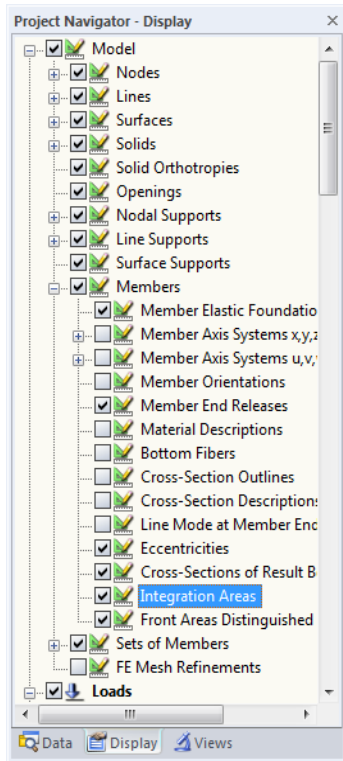 Project Navigator - Display
Model
Nodes
Lines
Surfaces
Solids
Solid Orthotropies
Openings
Nodal Supports
Line Supports
Surface Supports
Members
Member Elastic Foundatio
Member Axis Systems x,y,z
Member Axis Systems u,v,
Member Orientations
Member End Releases
Material Descriptions
Bottom Fibers
Cross-Section Outlines
Cross-Section Descriptions
Line Mode at Member End
Eccentricities
Cross-Sections of Result B
Integration Areas
Front Areas Distinguished
Sets of Members
FE Mesh Refinements
Loads
Data Display Views